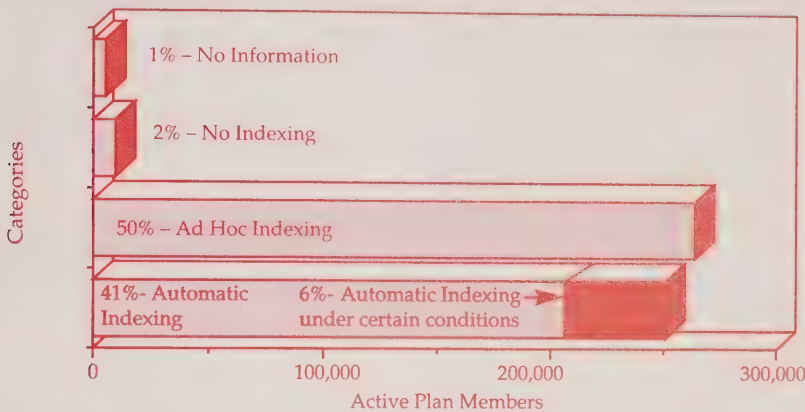 1% – No Information
2% – No Indexing
Categories
50% – Ad Hoc Indexing
41%- Automatic
Indexing
6%- Automatic Indexing
under certain conditions
0
100,000
200,000
300,000
Active Plan Members